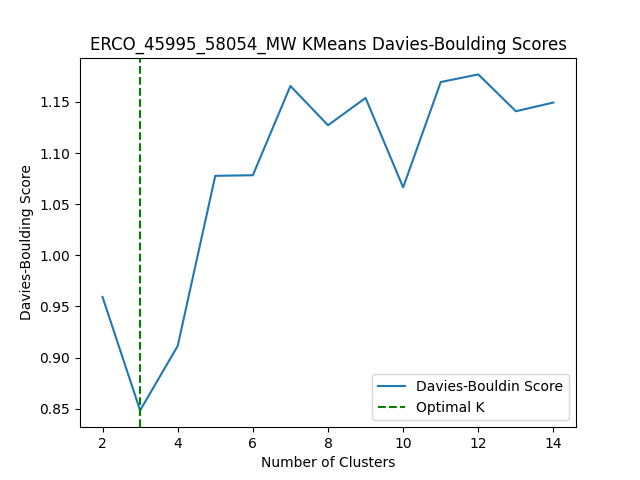 ERCO_45995_58054_MW KMeans Davies-Boulding Scores
Davies-Boulding Score
1.15
1.10
1.05
1.00
0.95
0.90
0.85
Davies-Bouldin Score
Optimal K
2 4 6 8 10 12 14
Number of Clusters